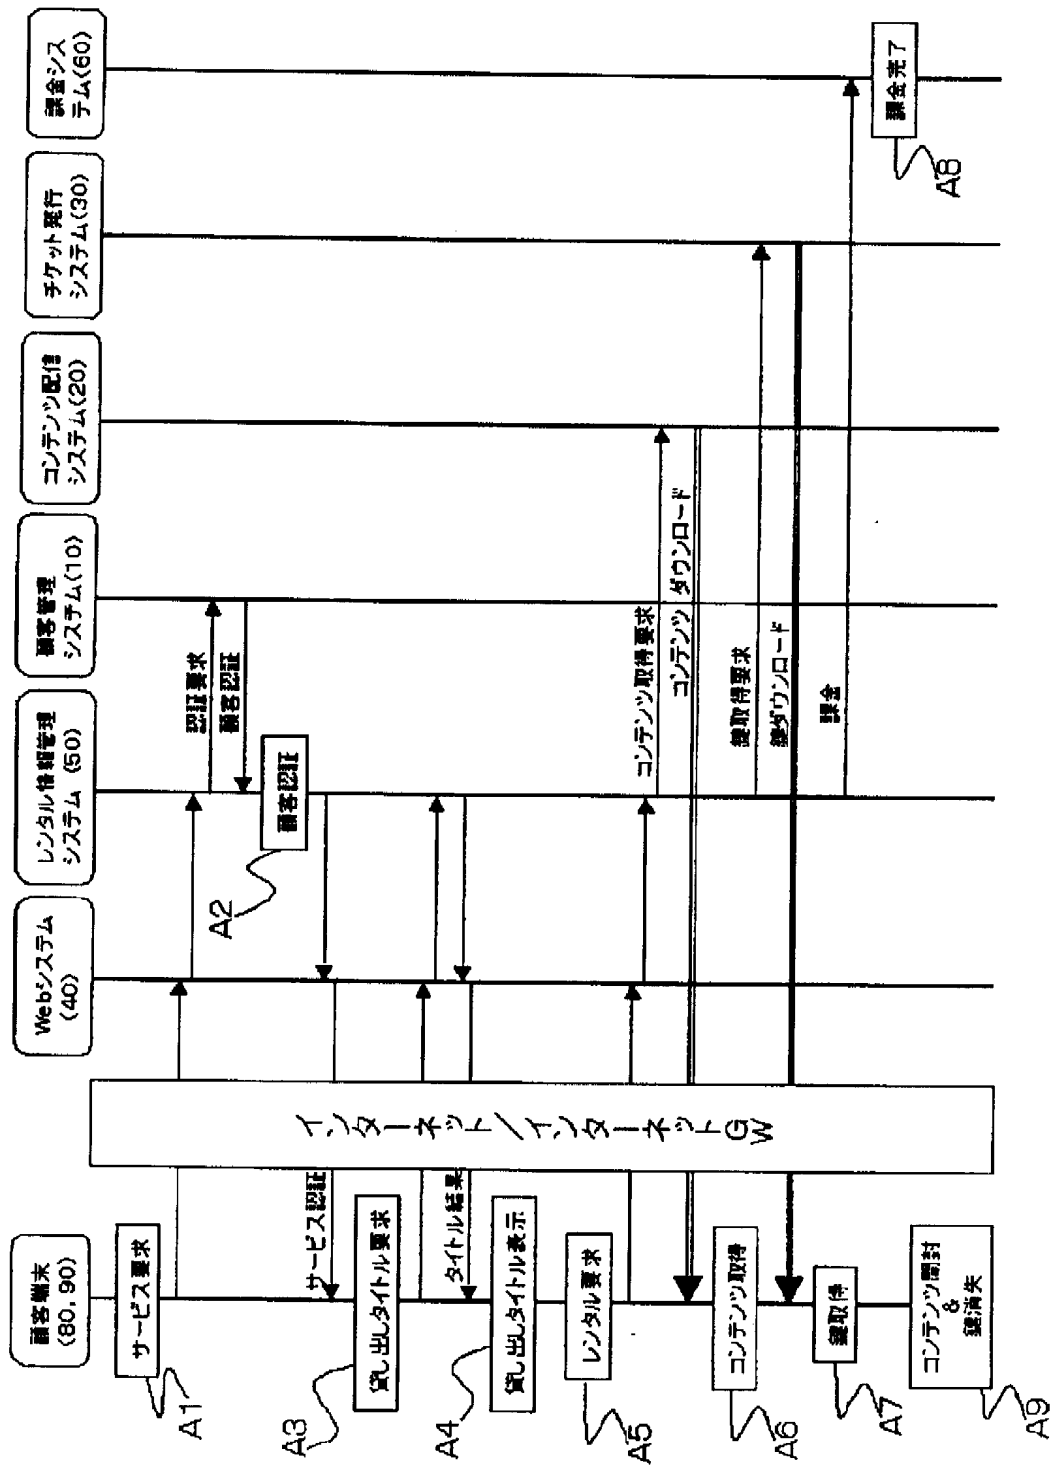 顧客端末
(80, 90)
Webシステム
(40)
レンタル情報管理
システム (50)
顧客管理
システム(10)
コンテンツ配信
システム(20)
チケット発行
システム(30)
課金シス
テム(60)
サービス要求
A1
認証要求
顧客認証
顧客認証
A2
サービス認証
貸し出しタイトル要求
A3
タイトル結果
貸し出しタイトル表示
A4
レンタル要求
A5
インターネット/インターネットGW
コンテンツ取得要求
コンテンツ ダウンロード
コンテンツ取得
A6
鍵取得要求
鍵ダウンロード
鍵取得
A7
課金
課金完了
A8
コンテンツ開封
&
鍵消失
A9